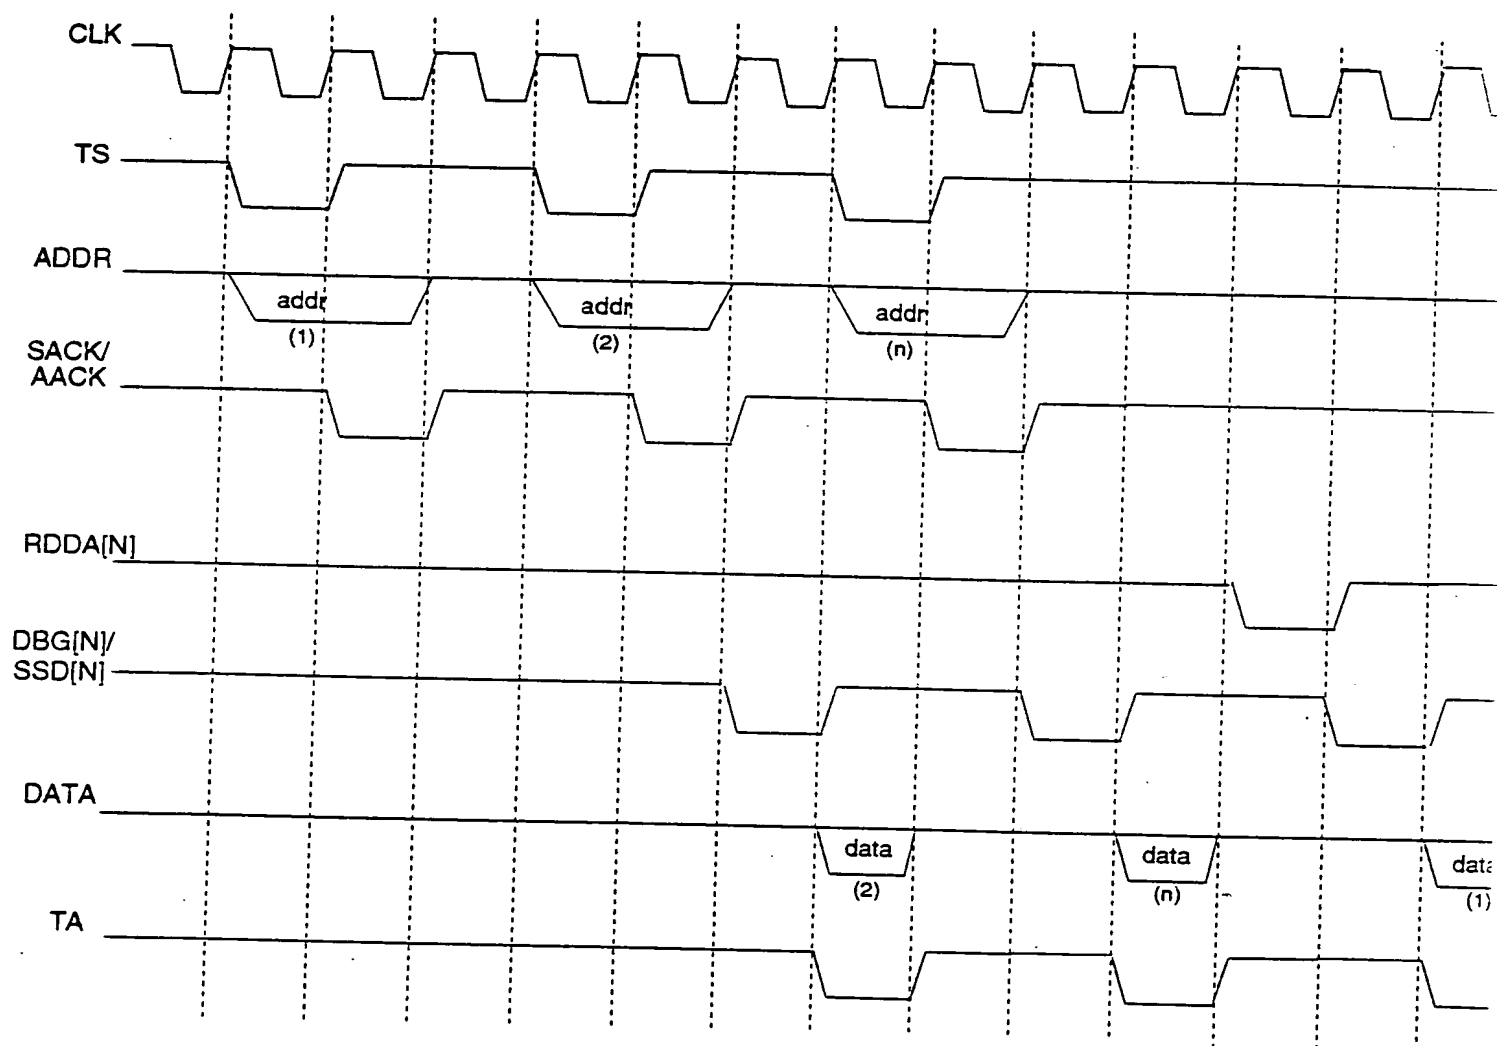 CLK
TS
ADDR
addr addr addr
(1) (2) (n)
SACK/
AACK
RDDA[N]
DBG[N]/
SSD[N]
DATA
data data data
(2) (n) (1)
TA